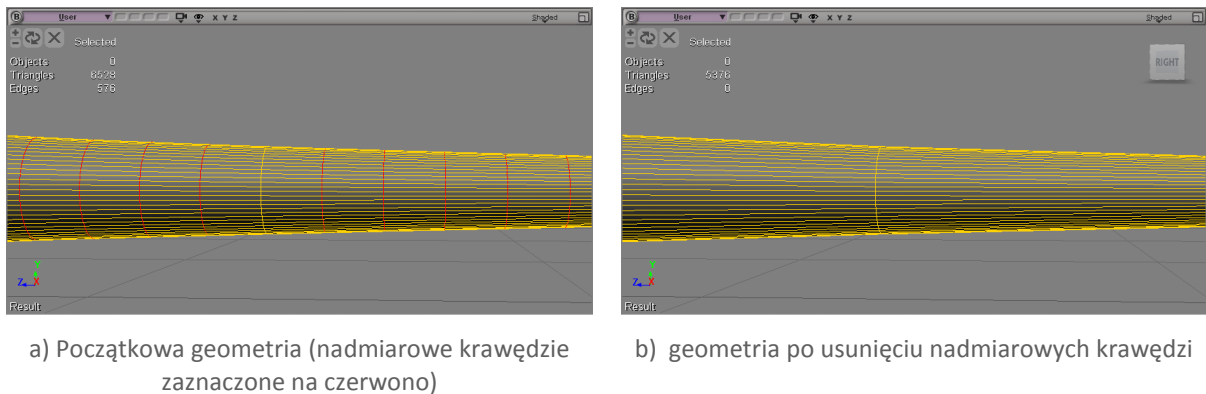 B User X Y Z Shaded
Selected
Objects 0
Triangles 6528
Edges 576
Y
Z X
Result
a) Początkowa geometria (nadmiarowe krawędzie
zaznaczone na czerwono)
B User X Y Z Shaded
Selected
Objects 0
Triangles 5376
Edges 0
RIGHT
Y
Z X
Result
b) geometria po usunięciu nadmiarowych krawędzi